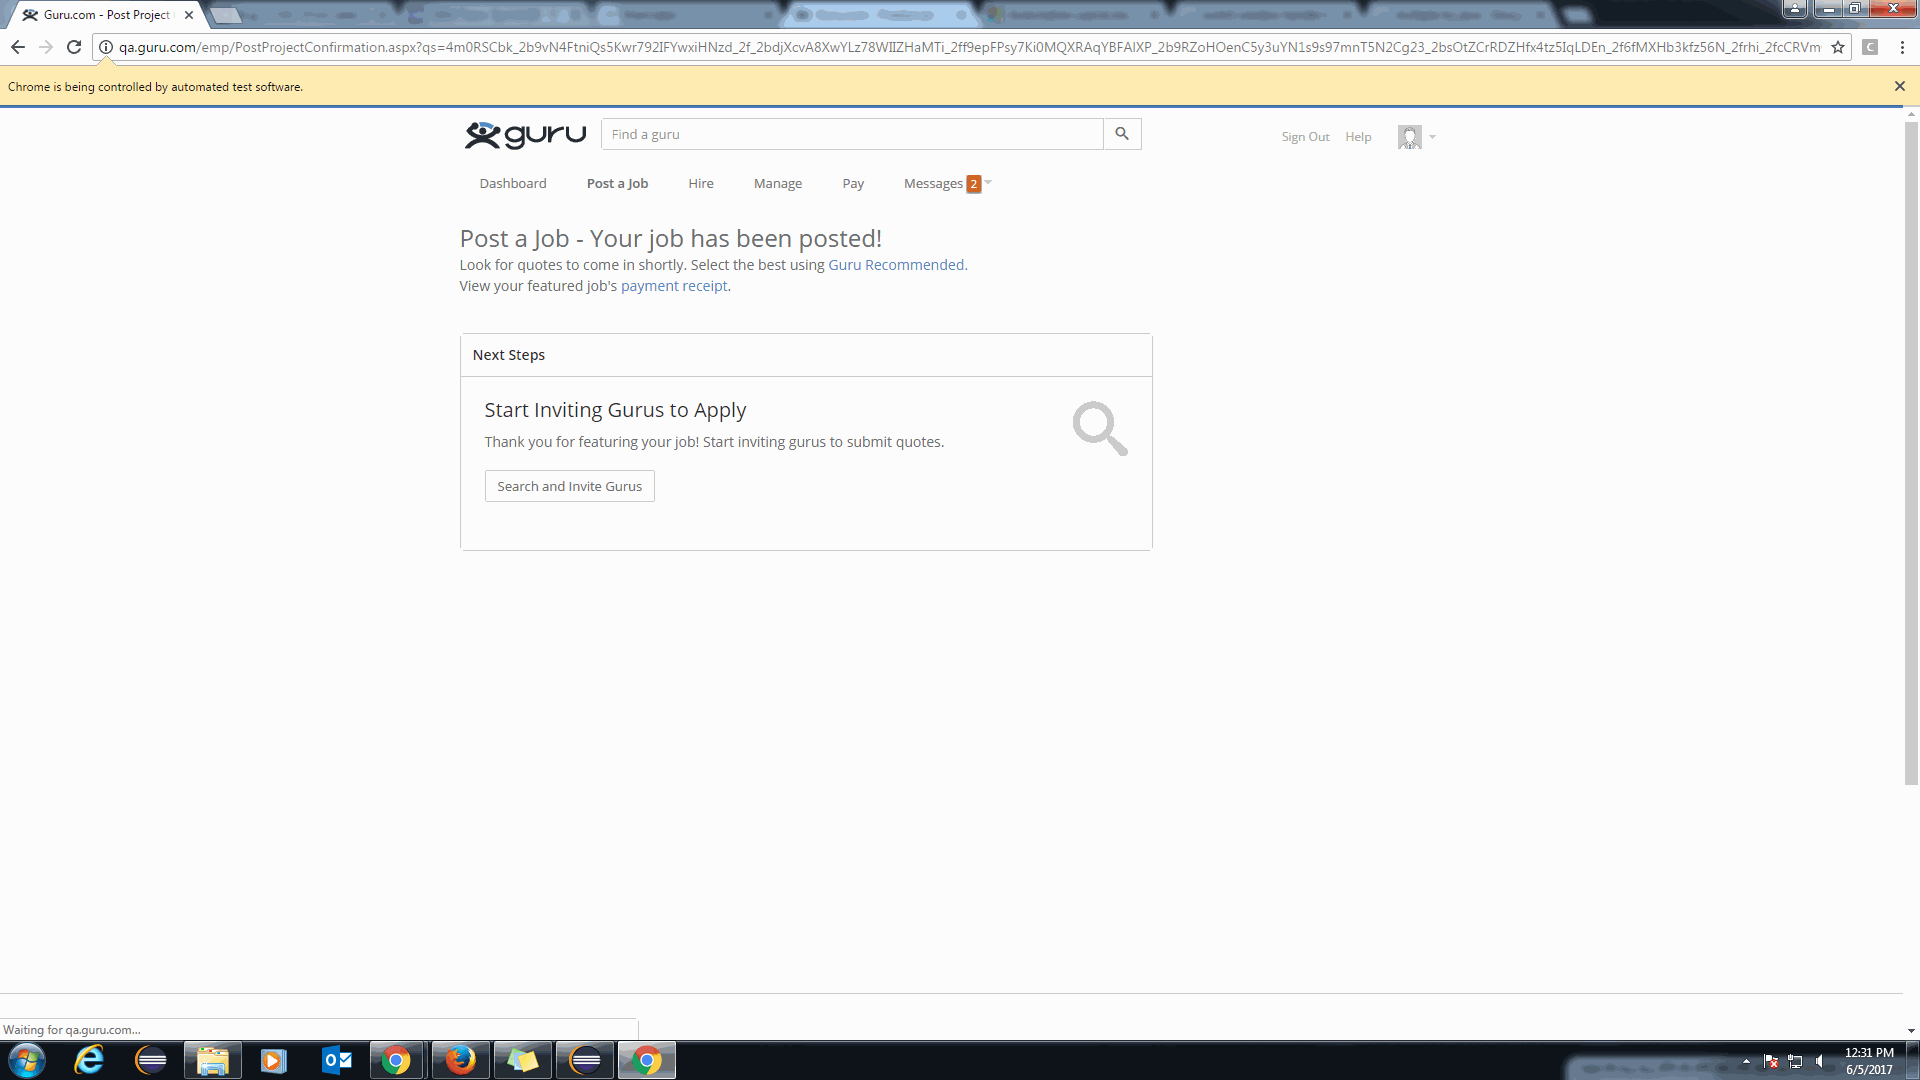 Guru.com - Post Project
qa.guru.com/emp/PostProjectConfirmation.aspx?qs=4m0RSCbk_2b9vN4FtniQs5Kwr792IFYwxiHNzd_2f_2bdjXcvA8XwYLz78WIIZHaMTi_2ff9epFPsy7Ki0MQXRAqYBFAlXP_2b9RZoHOenC5y3uYN1s9s97mnT5N2Cg23_2bsOtZCrRDZHfx4tz5IqLDEn_2f6fMXHb3kfz56N_2frhi_2fcCRVm
C
Chrome is being controlled by automated test software.
guru
Find a guru
Sign Out Help
Dashboard Post a Job Hire Manage Pay Messages 2
Post a Job - Your job has been posted!
Look for quotes to come in shortly. Select the best using Guru Recommended.
View your featured job's payment receipt.
Next Steps
Start Inviting Gurus to Apply
Thank you for featuring your job! Start inviting gurus to submit quotes.
Search and Invite Gurus
Waiting for qa.guru.com...
12:31 PM
6/5/2017